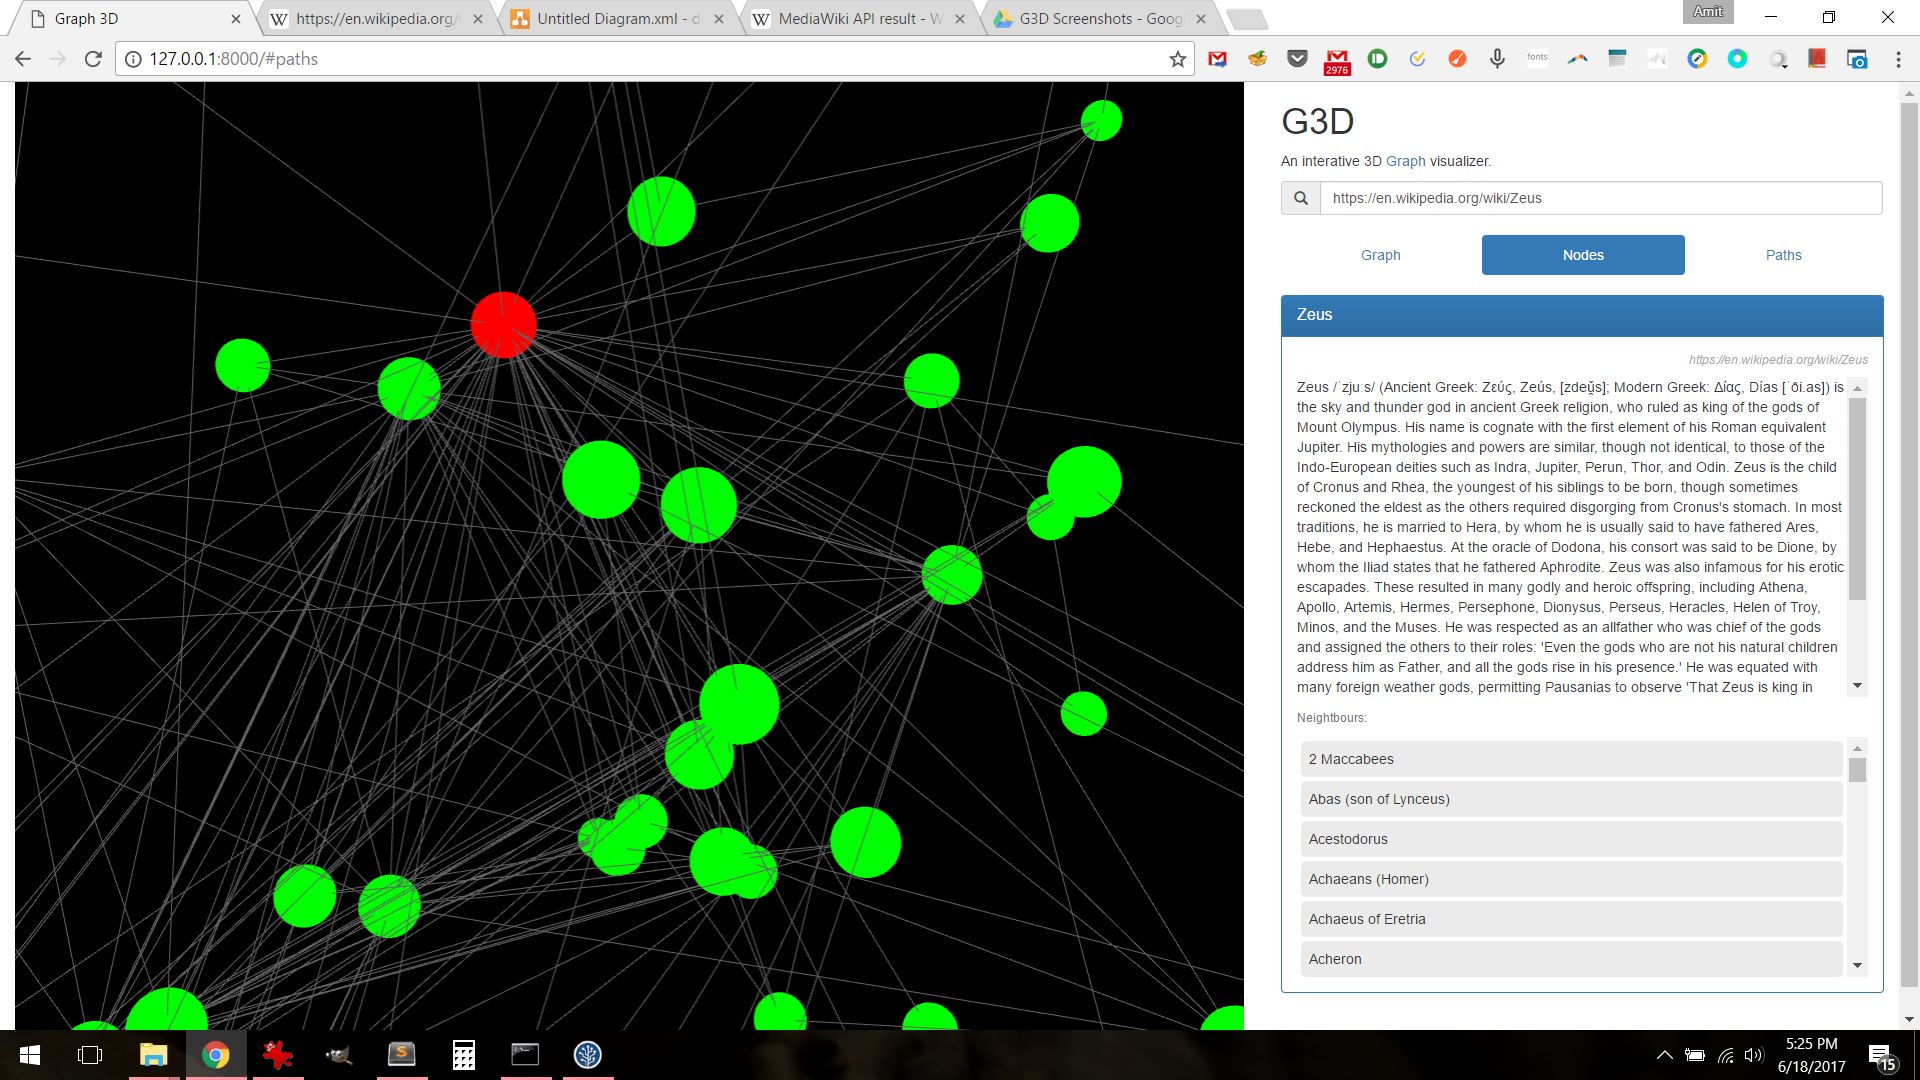 Graph 3D
https://en.wikipedia.org/
Untitled Diagram.xml - d
MediaWiki API result - W
G3D Screenshots - Goog
Amit
127.0.0.1:8000/#paths
2976
fonts
G3D
An interative 3D Graph visualizer.
https://en.wikipedia.org/wiki/Zeus
Graph
Nodes
Paths
Zeus
https://en.wikipedia.org/wiki/Zeus
Zeus /ˈzjuːs/ (Ancient Greek: Ζεύς, Zeús, [zdeǔ̯s]; Modern Greek: Δίας, Días [ˈði.as]) is
the sky and thunder god in ancient Greek religion, who ruled as king of the gods of
Mount Olympus. His name is cognate with the first element of his Roman equivalent
Jupiter. His mythologies and powers are similar, though not identical, to those of the
Indo-European deities such as Indra, Jupiter, Perun, Thor, and Odin. Zeus is the child
of Cronus and Rhea, the youngest of his siblings to be born, though sometimes
reckoned the eldest as the others required disgorging from Cronus's stomach. In most
traditions, he is married to Hera, by whom he is usually said to have fathered Ares,
Hebe, and Hephaestus. At the oracle of Dodona, his consort was said to be Dione, by
whom the Iliad states that he fathered Aphrodite. Zeus was also infamous for his erotic
escapades. These resulted in many godly and heroic offspring, including Athena,
Apollo, Artemis, Hermes, Persephone, Dionysus, Perseus, Heracles, Helen of Troy,
Minos, and the Muses. He was respected as an allfather who was chief of the gods
and assigned the others to their roles: 'Even the gods who are not his natural children
address him as Father, and all the gods rise in his presence.' He was equated with
many foreign weather gods, permitting Pausanias to observe 'That Zeus is king in
Neighbours:
2 Maccabees
Abas (son of Lynceus)
Acestodorus
Achaeans (Homer)
Achaeus of Eretria
Acheron
5:25 PM
6/18/2017
15